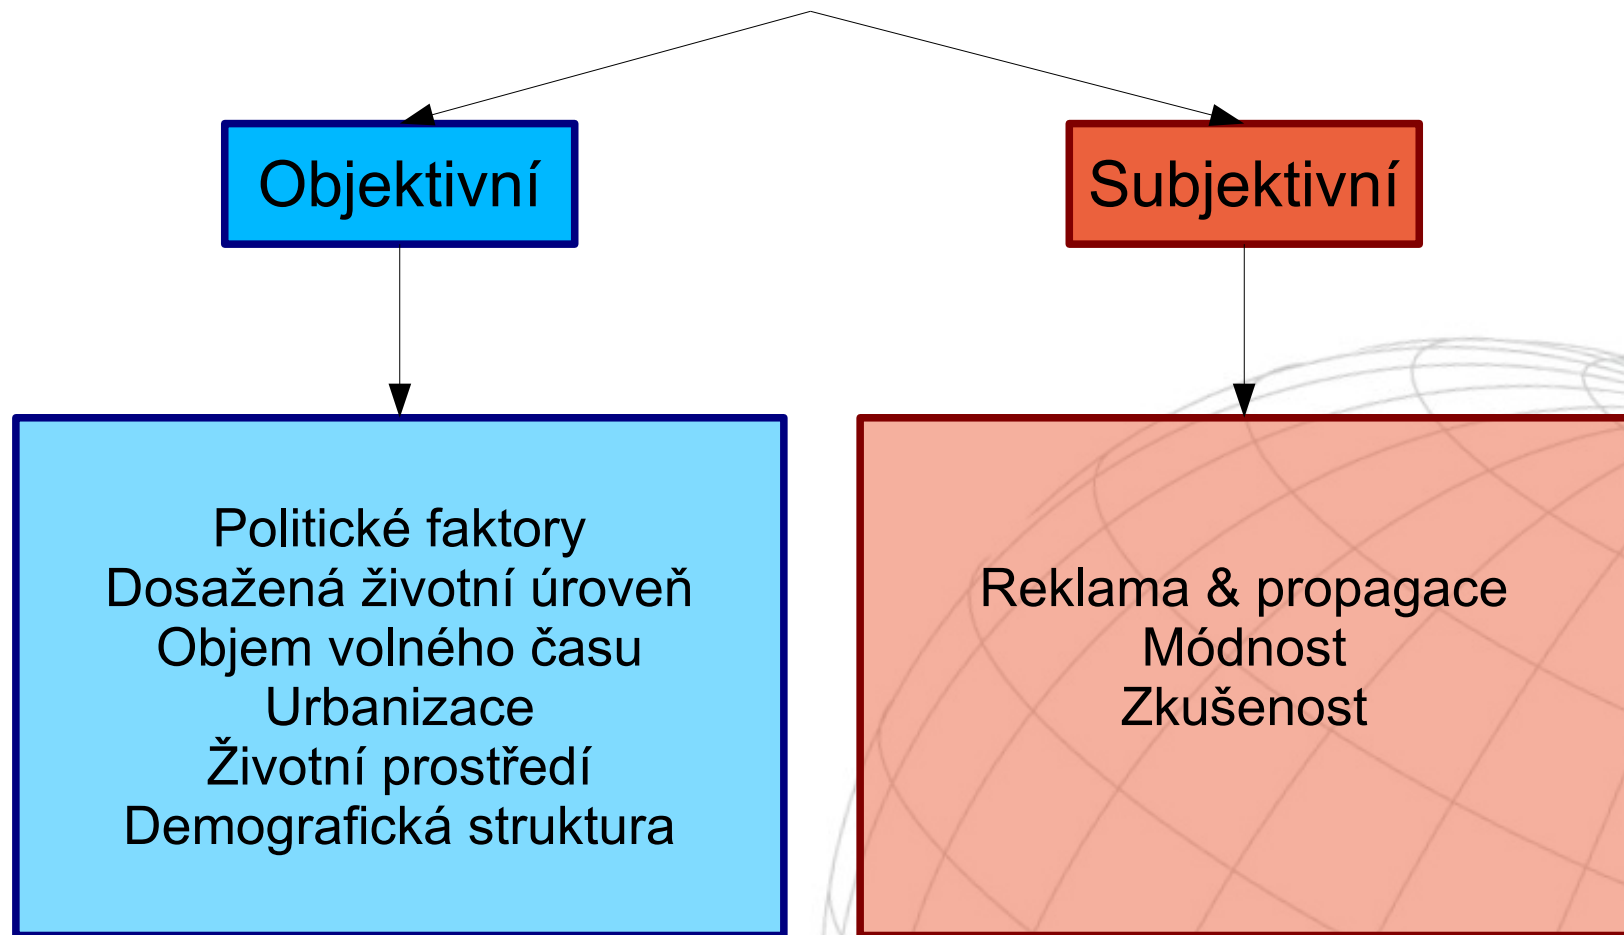 Objektivní
Subjektivní
Politické faktory
Dosažená životní úroveň
Objem volného času
Urbanizace
Životní prostředí
Demografická struktura
Reklama & propagace
Módnost
Zkušenost